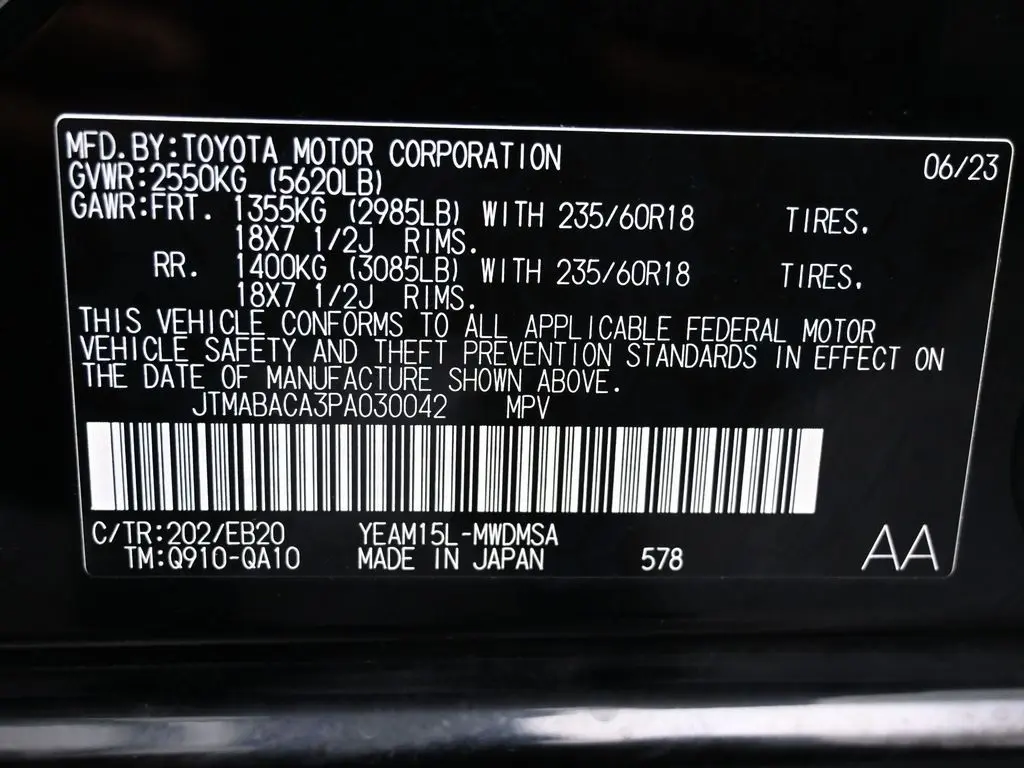 MFD.BY:TOYOTA MOTOR CORPORATION 06/23
GVWR:2550KG (5620LB)
GAWR:FRT. 1355KG (2985LB) WITH 235/60R18 TIRES.
18X7 1/2J RIMS.
RR. 1400KG (3085LB) WITH 235/60R18 TIRES.
18X7 1/2J RIMS.
THIS VEHICLE CONFORMS TO ALL APPLICABLE FEDERAL MOTOR
VEHICLE SAFETY AND THEFT PREVENTION STANDARDS IN EFFECT ON
THE DATE OF MANUFACTURE SHOWN ABOVE.
JTMABACA3PA030042 MPV
C/TR:202/EB20 YEAM15L-MWDMSA
TM:Q910-QA10 MADE IN JAPAN 578 AA